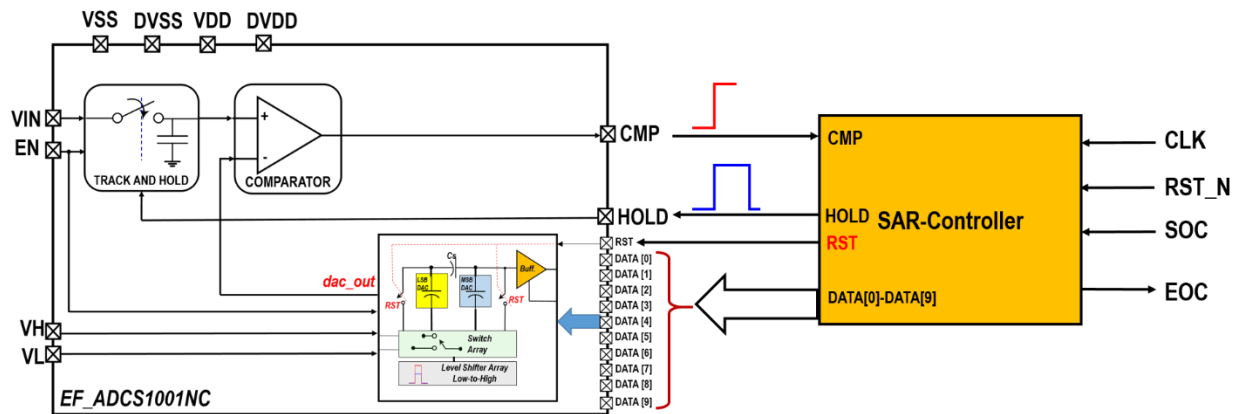 VSS DVSS VDD DVDD
VIN
EN
TRACK AND HOLD
+
-
COMPARATOR
CMP
HOLD
RST
DATA [0]
DATA [1]
DATA [2]
DATA [3]
DATA [4]
DATA [5]
DATA [6]
DATA [7]
DATA [8]
DATA [9]
dac_out
RST
LSB
DAC
Cs
MSB
DAC
RST
Buff.
Switch
Array
Level Shifter Array
Low-to-High
VH
VL
EF_ADCS1001NC
CMP
HOLD
RST
SAR-Controller
DATA[0]-DATA[9]
CLK
RST_N
SOC
EOC